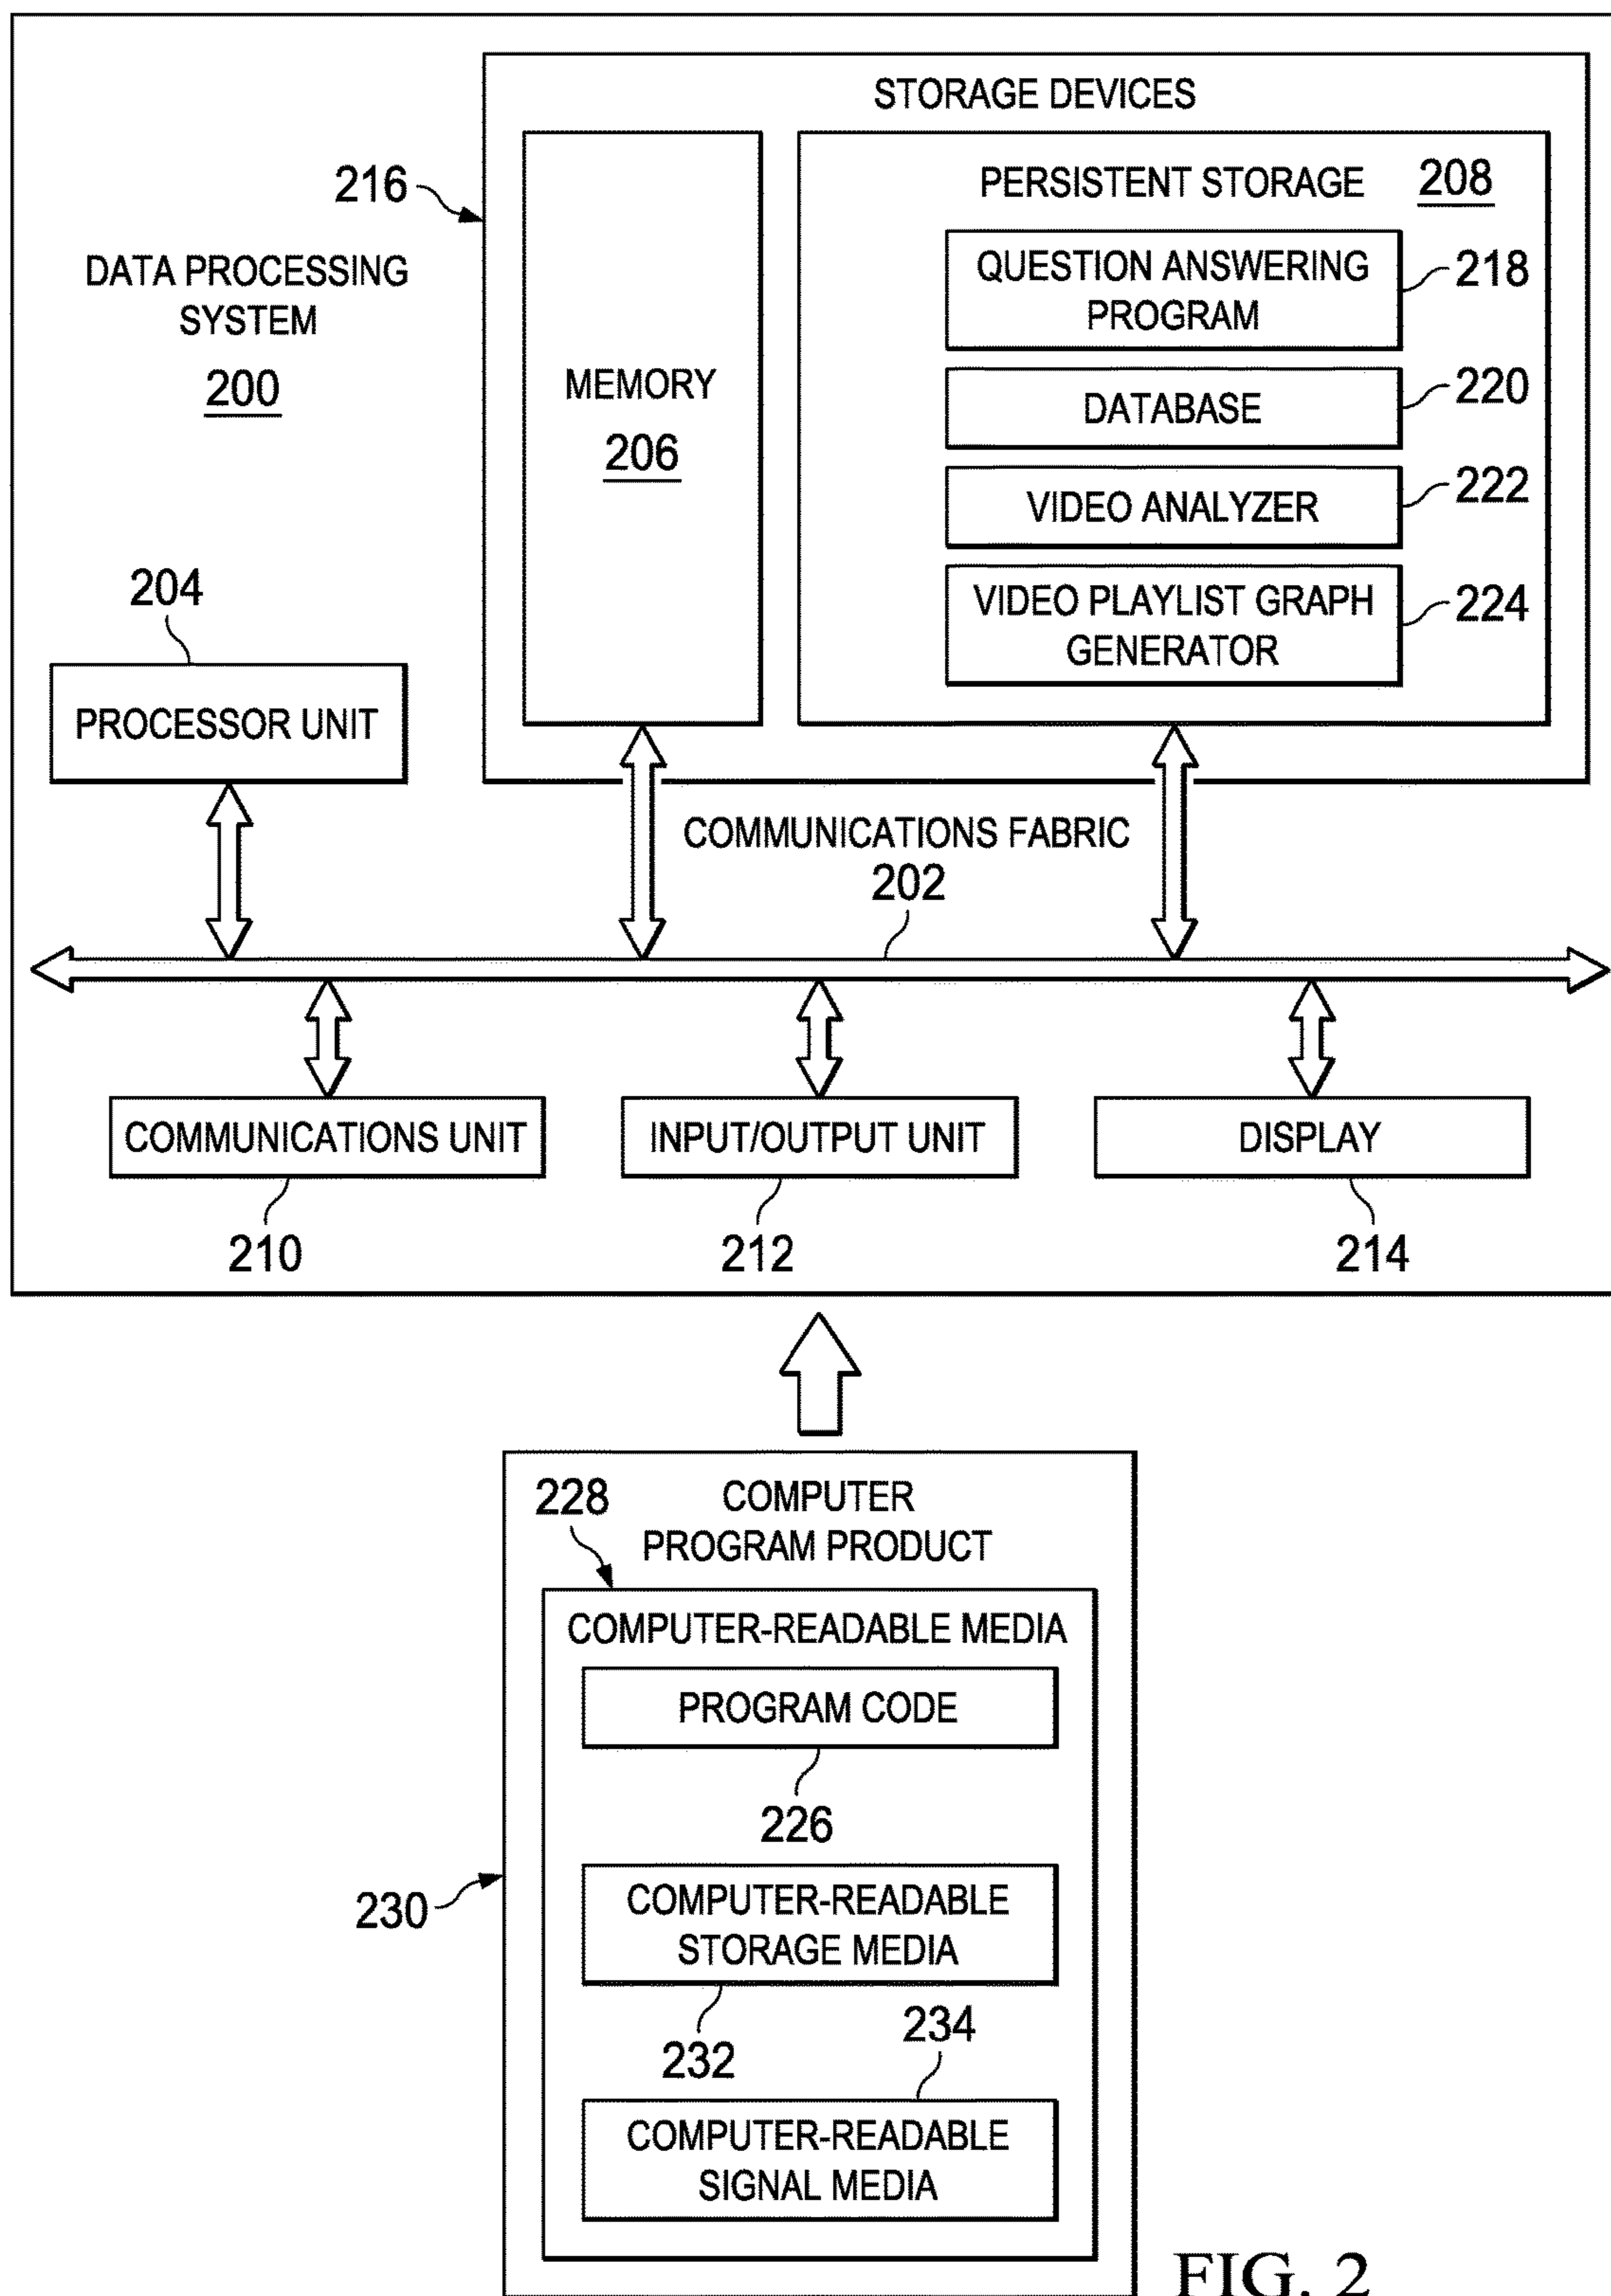 STORAGE DEVICES
216
PERSISTENT STORAGE 208
DATA PROCESSING
SYSTEM
200
MEMORY
206
QUESTION ANSWERING
PROGRAM
218
DATABASE
220
VIDEO ANALYZER
222
VIDEO PLAYLIST GRAPH
GENERATOR
224
204
PROCESSOR UNIT
COMMUNICATIONS FABRIC
202
COMMUNICATIONS UNIT
210
INPUT/OUTPUT UNIT
212
DISPLAY
214
228
COMPUTER
PROGRAM PRODUCT
COMPUTER-READABLE MEDIA
PROGRAM CODE
226
230
COMPUTER-READABLE
STORAGE MEDIA
232
234
COMPUTER-READABLE
SIGNAL MEDIA
FIG. 2